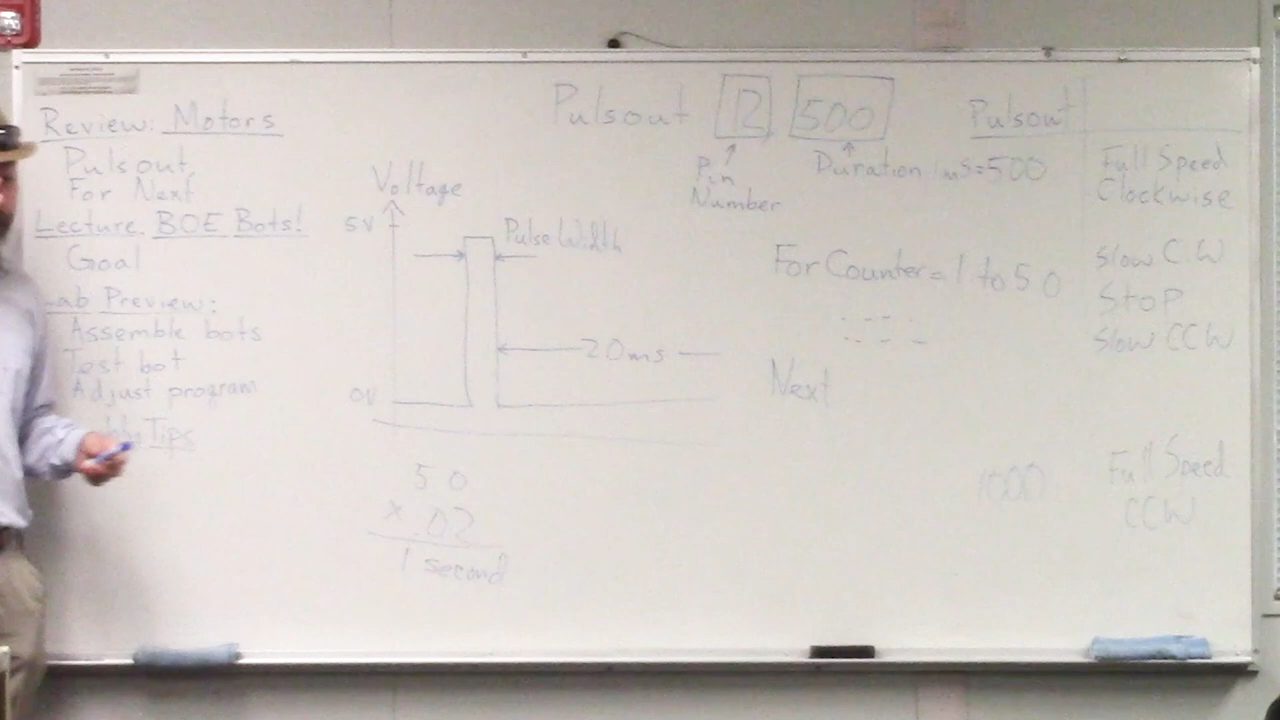 Review: Motors
Pulsout
For Next
Lecture. BOE Bots!
Goal
Lab Preview:
Assemble bots
Test bot
Adjust program
Tips
Voltage
5V
Pulse Width
20ms
0V
50
x .02
1 second
Pulsout 12 500
Pin
Number
Duration 1mS=500
For Counter = 1 to 50
Next
Pulsout
Full Speed
Clockwise
Slow C.W
Stop
Slow CCW
1000 Full Speed
CCW